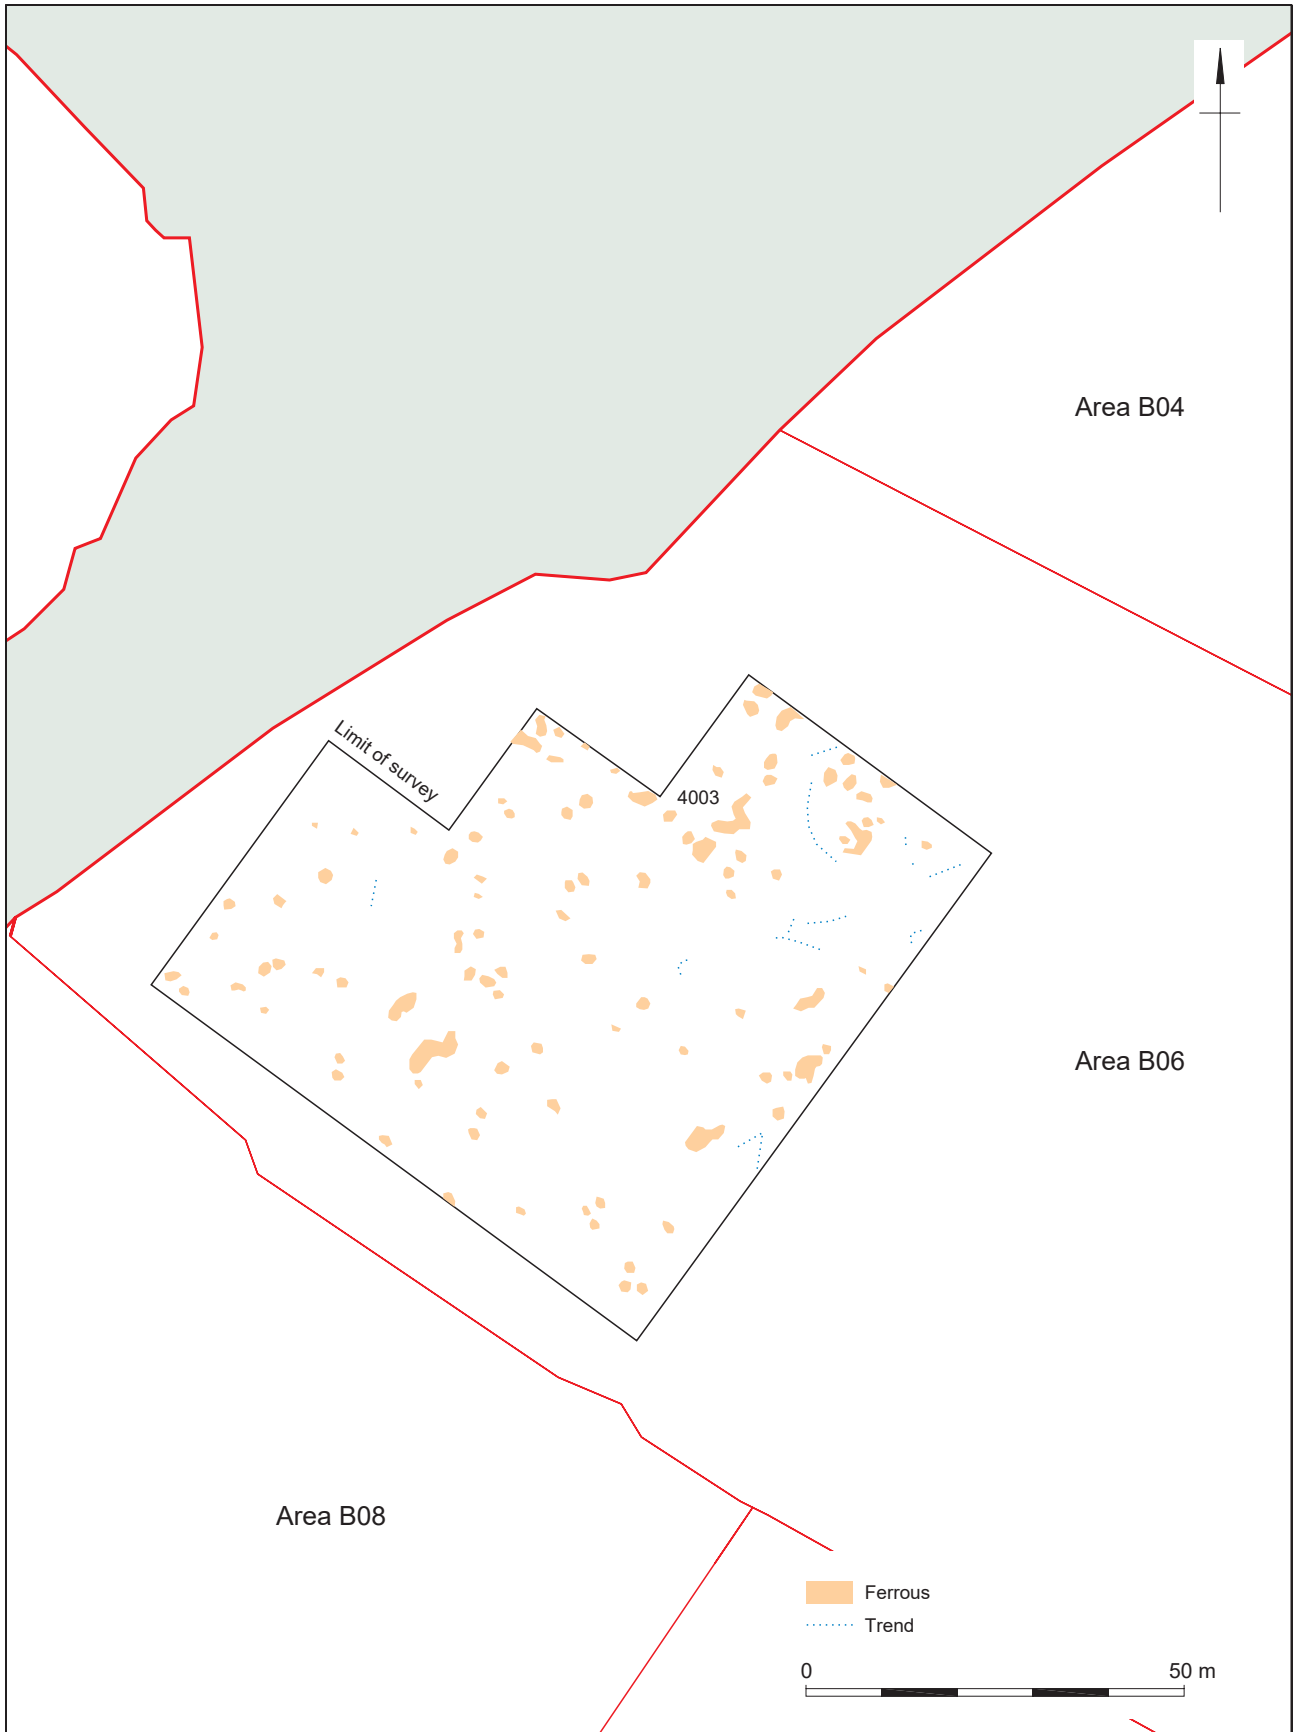 Area B04
Limit of survey
4003
Area B06
Area B08
Ferrous
Trend
0 50 m